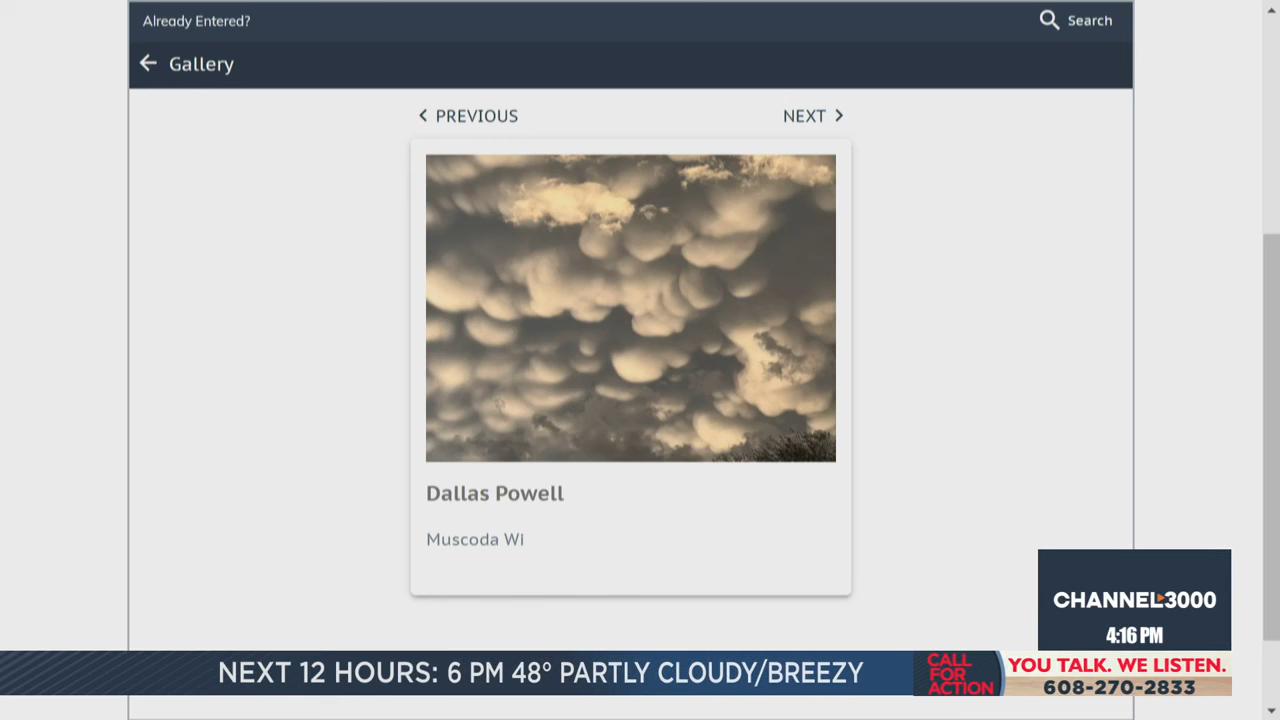 Already Entered?
Search
Gallery
PREVIOUS
NEXT
Dallas Powell
Muscoda Wi
CHANNEL3000
4:16 PM
NEXT 12 HOURS: 6 PM 48° PARTLY CLOUDY/BREEZY
CALL
FOR
ACTION
YOU TALK. WE LISTEN.
608-270-2833